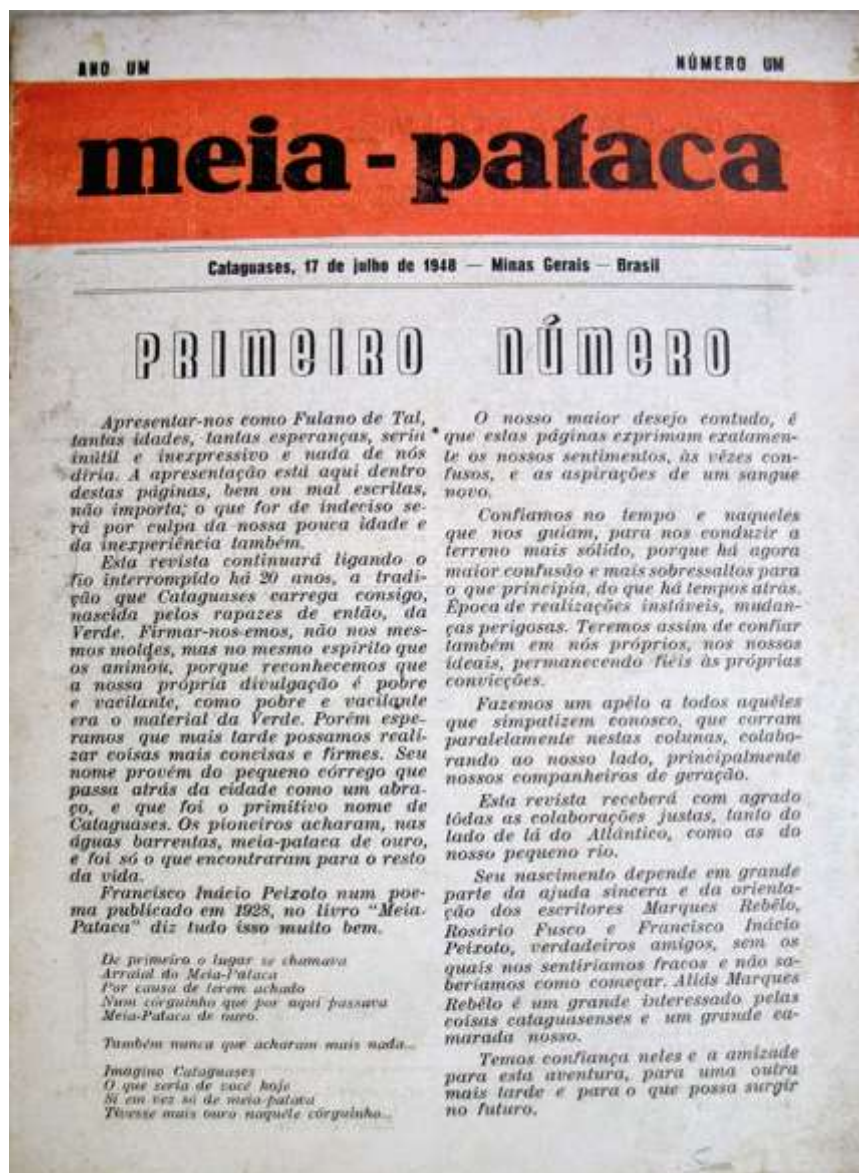 ANO UM
NÚMERO UM
meia-pataca
Cataguases, 17 de julho de 1948 — Minas Gerais — Brasil
PRIMEIRO NÚMERO
Apresentar-nos como Fulano de Tal,
tantas idades, tantas esperanças, seria
inútil e inexpressivo e nada de nós
diria. A apresentação está aqui dentro
destas páginas, bem ou mal escritas,
não importa; o que for de indeciso se-
rá por culpa da nossa pouca idade e
da inexperiência também.
Esta revista continuará ligando o
fio interrompido há 20 anos, a tradi-
ção que Cataguases carrega consigo,
nascida pelos rapazes de então, da
Verde. Firmar-nos-emos, não nos mes-
mos moldes, mas no mesmo espírito que
os animou, porque reconhecemos que
a nossa própria divulgação é pobre
e vacilante, como pobre e vacilante
era o material da Verde. Porém espe-
ramos que mais tarde possamos reali-
zar coisas mais concisas e firmes. Seu
nome provém do pequeno córrego que
passa atrás da cidade como um abra-
ço, e que foi o primitivo nome de
Cataguases. Os pioneiros acharam, nas
águas barrentas, meia-pataca de ouro,
e foi só o que encontraram para o resto
da vida.
Francisco Inácio Peixoto num poe-
ma publicado em 1928, no livro "Meia-
Pataca" diz tudo isso muito bem.
De primeiro o lugar se chamava
Arraial do Meia-Pataca
Por causa de terem achado
Num córguinho que por aqui passava
Meia-Pataca de ouro.
Também nunca que acharam mais nada...
Imagino Cataguases
O que seria de você hoje
Si em vez só de meia-pataca
Tivesse mais ouro naquêle córguinho...
O nosso maior desejo contudo, é
que estas páginas exprimam exatamen-
te os nossos sentimentos, às vêzes con-
fusos, e as aspirações de um sangue
novo.
Confiamos no tempo e naqueles
que nos guiam, para nos conduzir a
terreno mais sólido, porque há agora
maior confusão e mais sobressaltos para
o que principia, do que há tempos atrás.
Época de realizações instáveis, mudan-
ças perigosas. Teremos assim de confiar
também em nós próprios, nos nossos
ideais, permanecendo fiéis às próprias
convicções.
Fazemos um apêlo a todos aquêles
que simpatizem conosco, que corram
paralelamente nestas colunas, colabo-
rando ao nosso lado, principalmente
nossos companheiros de geração.
Esta revista receberá com agrado
tôdas as colaborações justas, tanto do
lado de lá do Atlântico, como as do
nosso pequeno rio.
Seu nascimento depende em grande
parte da ajuda sincera e da orienta-
ção dos escritores Marques Rebêlo,
Rosário Fusco e Francisco Inácio
Peixoto, verdadeiros amigos, sem os
quais nos sentiríamos fracos e não sa-
beríamos como começar. Aliás Marques
Rebêlo é um grande interessado pelas
coisas cataguasenses e um grande ca-
marada nosso.
Temos confiança neles e a amizade
para esta aventura, para uma outra
mais tarde e para o que possa surgir
no futuro.